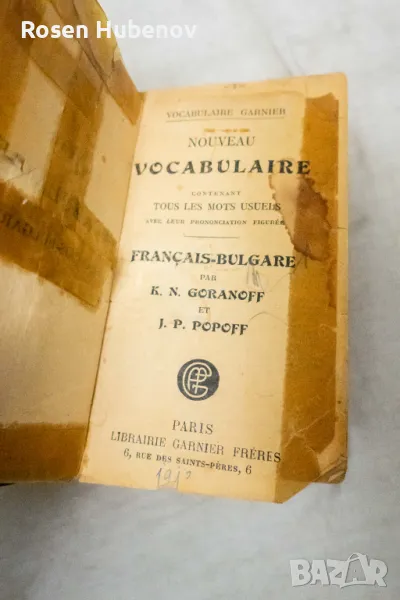 Rosen Hubenov
VOCABULAIRE GARNIER
NOUVEAU
VOCABULAIRE
CONTENANT
TOUS LES MOTS USUELS
AVEC LEUR PRONONCIATION FIGURÉE
FRANÇAIS-BULGARE
PAR
K. N. GORANOFF
ET
J. P. POPOFF
PARIS
LIBRAIRIE GARNIER FRÈRES
6, RUE DES SAINTS-PÈRES, 6
BAZAR